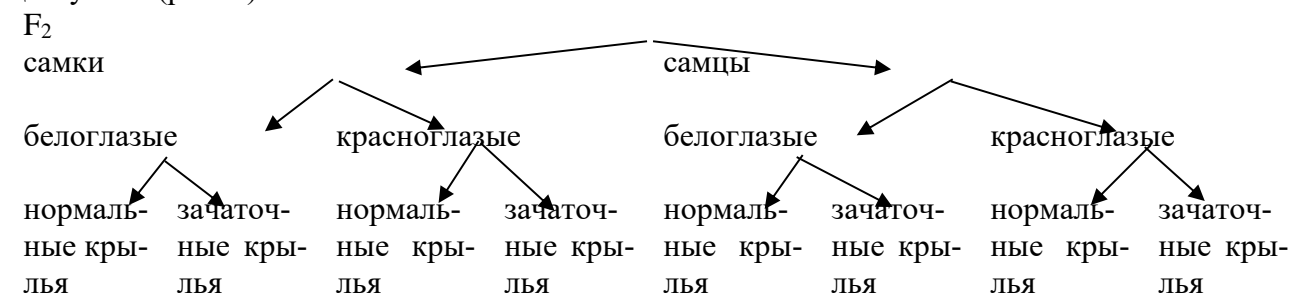 F₂
самки самцы
белоглазые красноглазые белоглазые красноглазые
нормаль- зачаточ- нормаль- зачаточ- нормаль- зачаточ- нормаль- зачаточ-
ные кры- ные кры- ные кры- ные кры- ные кры- ные кры- ные кры- ные кры-
лья лья лья лья лья лья лья лья